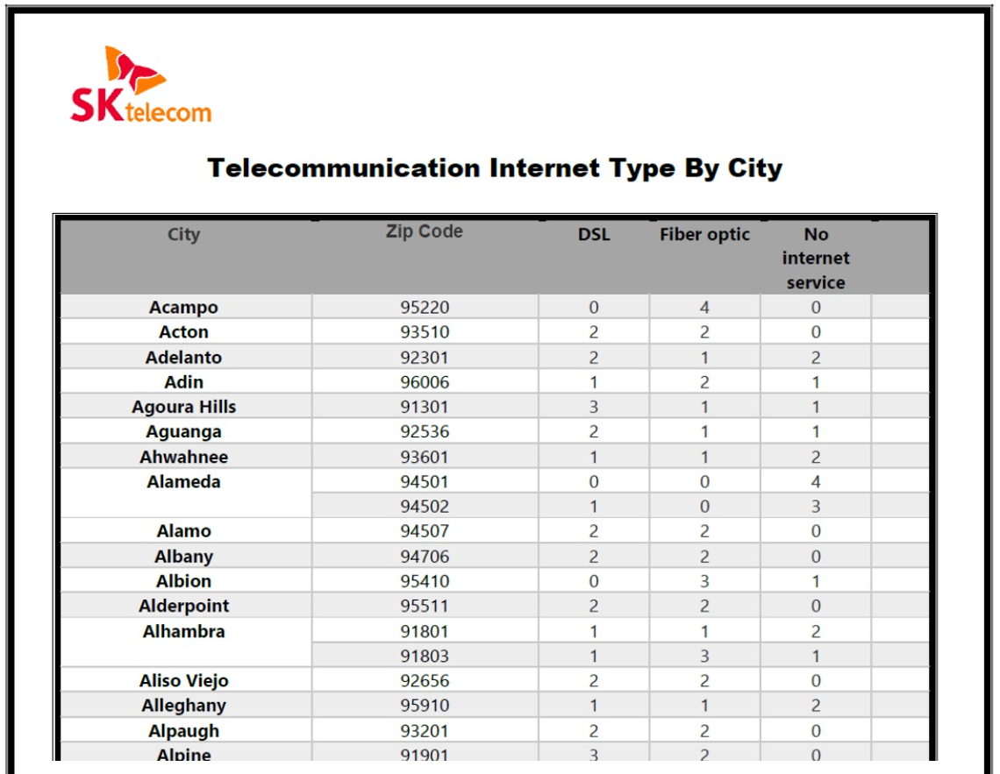 SK telecom
Telecommunication Internet Type By City
City Zip Code DSL Fiber optic No internet service
Acampo 95220 0 4 0
Acton 93510 2 2 0
Adelanto 92301 2 1 2
Adin 96006 1 2 1
Agoura Hills 91301 3 1 1
Aguanga 92536 2 1 1
Ahwahnee 93601 1 1 2
Alameda 94501 0 0 4
94502 1 0 3
Alamo 94507 2 2 0
Albany 94706 2 2 0
Albion 95410 0 3 1
Alderpoint 95511 2 2 0
Alhambra 91801 1 1 2
91803 1 3 1
Aliso Viejo 92656 2 2 0
Alleghany 95910 1 1 2
Alpaugh 93201 2 2 0
Alpine 91901 3 2 0